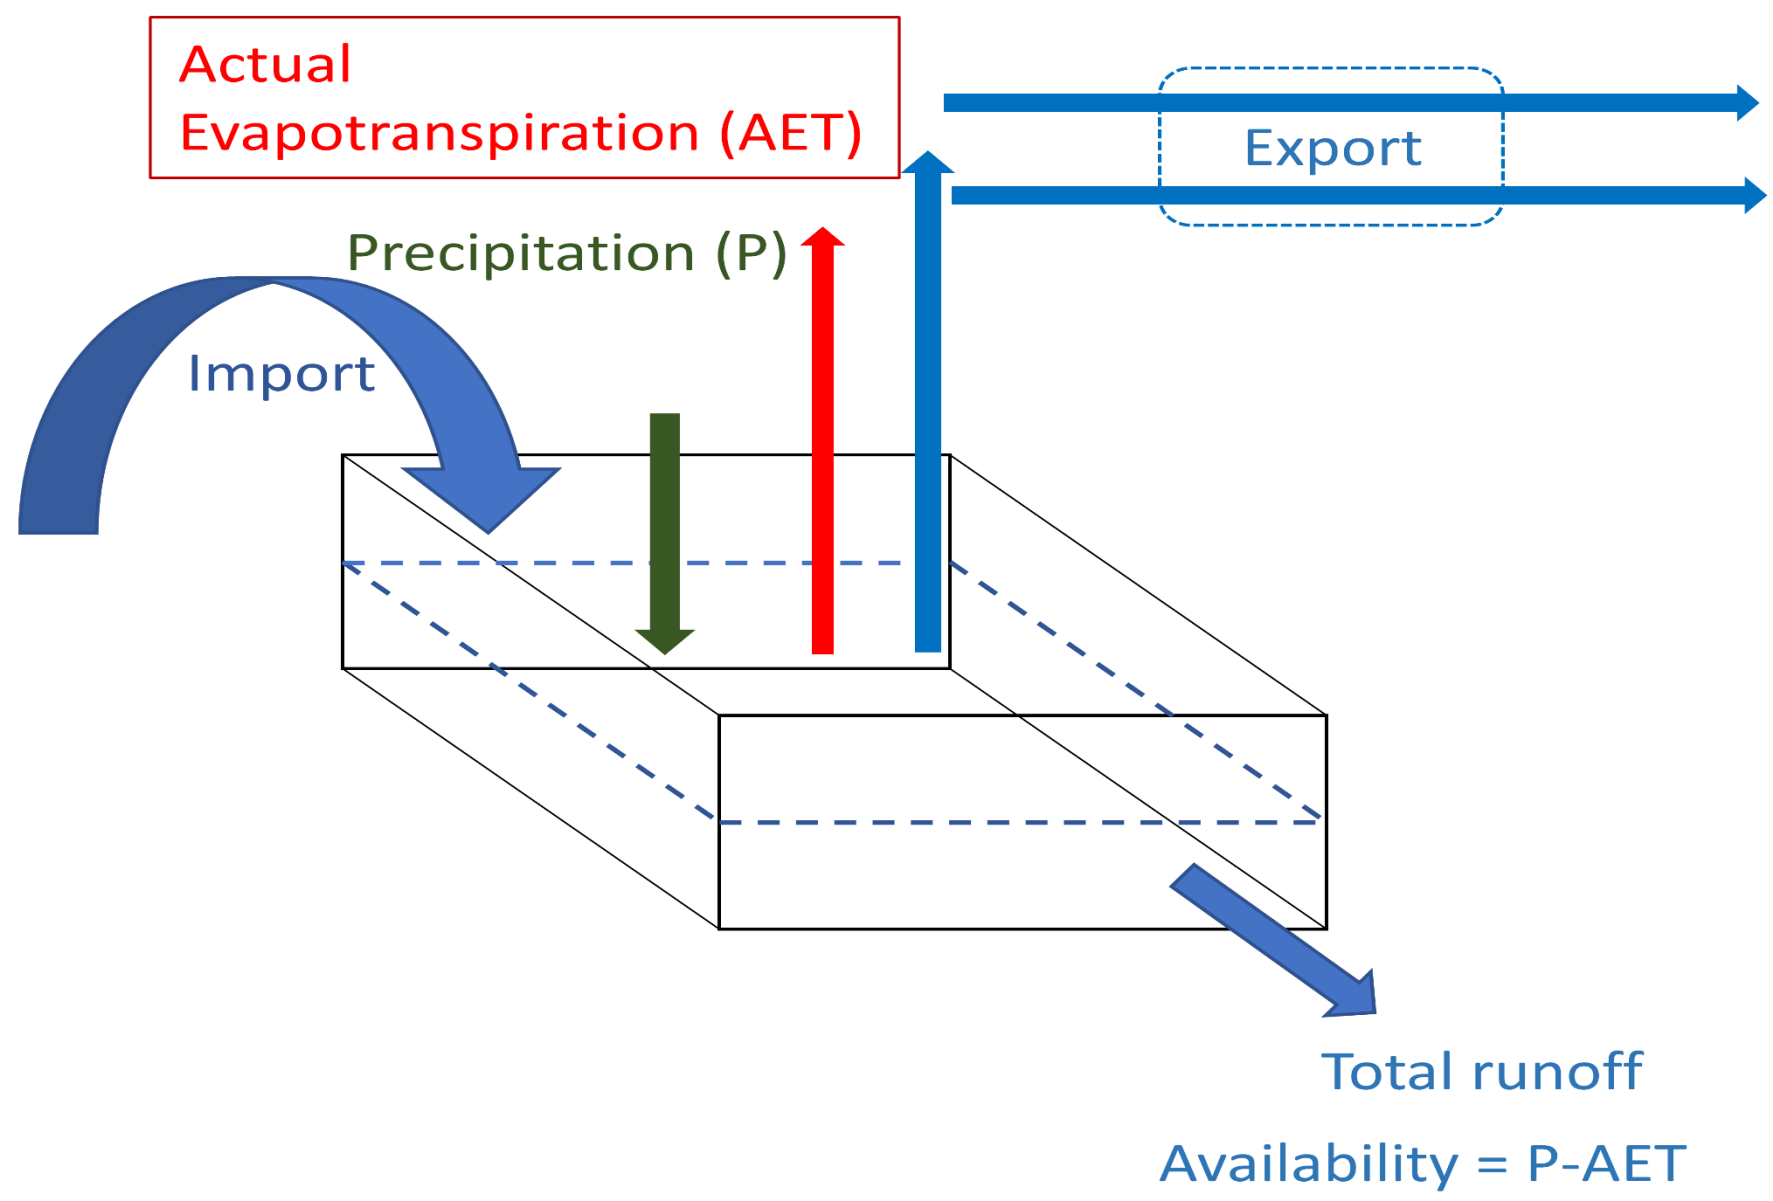 Actual
Evapotranspiration (AET)
Export
Precipitation (P)
Import
Total runoff
Availability = P-AET